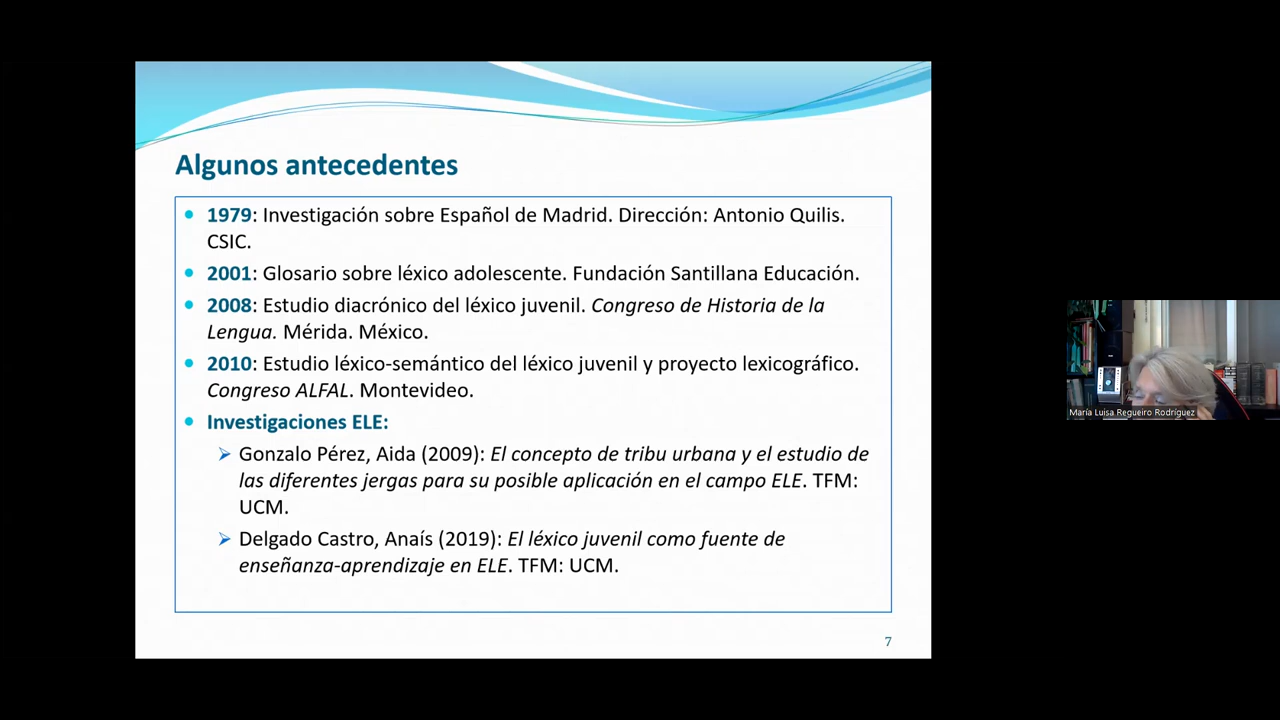 Algunos antecedentes
• 1979: Investigación sobre Español de Madrid. Dirección: Antonio Quilis.
CSIC.
• 2001: Glosario sobre léxico adolescente. Fundación Santillana Educación.
• 2008: Estudio diacrónico del léxico juvenil. Congreso de Historia de la
Lengua. Mérida. México.
• 2010: Estudio léxico-semántico del léxico juvenil y proyecto lexicográfico.
Congreso ALFAL. Montevideo.
• Investigaciones ELE:
➢ Gonzalo Pérez, Aida (2009): El concepto de tribu urbana y el estudio de
las diferentes jergas para su posible aplicación en el campo ELE. TFM:
UCM.
➢ Delgado Castro, Anaís (2019): El léxico juvenil como fuente de
enseñanza-aprendizaje en ELE. TFM: UCM.
7
María Luisa Regueiro Rodríguez